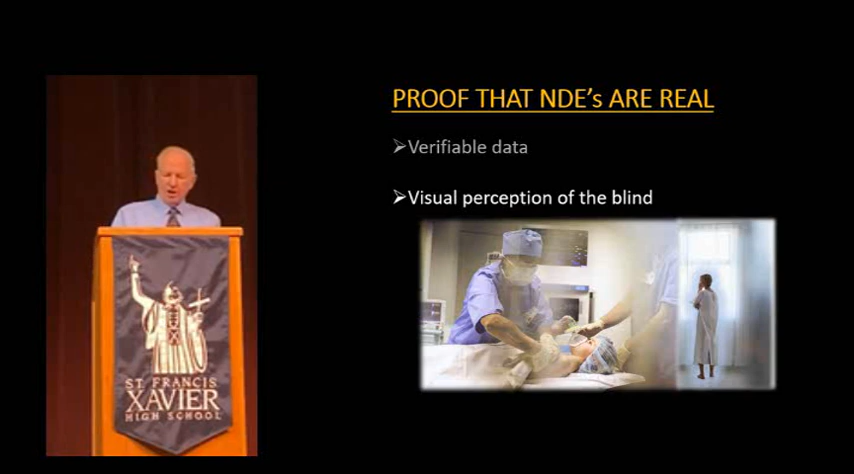 PROOF THAT NDE's ARE REAL
➢Verifiable data
➢Visual perception of the blind
ST. FRANCIS
XAVIER
HIGH SCHOOL